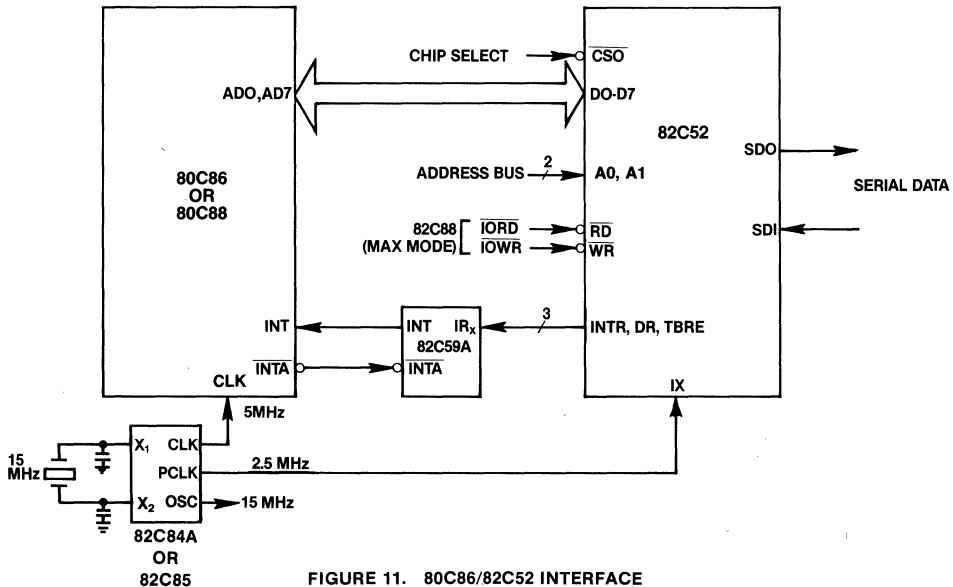 CHIP SELECT
CSO
ADO,AD7
DO-D7
82C52
SDO
80C86
OR
80C88
ADDRESS BUS
2
A0, A1
SERIAL DATA
82C88
(MAX MODE)
IORD
IOWR
RD
WR
SDI
INT
INT
IRX
82C59A
3
INTR, DR, TBRE
INTA
INTA
CLK
IX
5MHz
15
MHz
X1
CLK
PCLK
2.5 MHz
X2
OSC
15 MHz
82C84A
OR
82C85
FIGURE 11. 80C86/82C52 INTERFACE